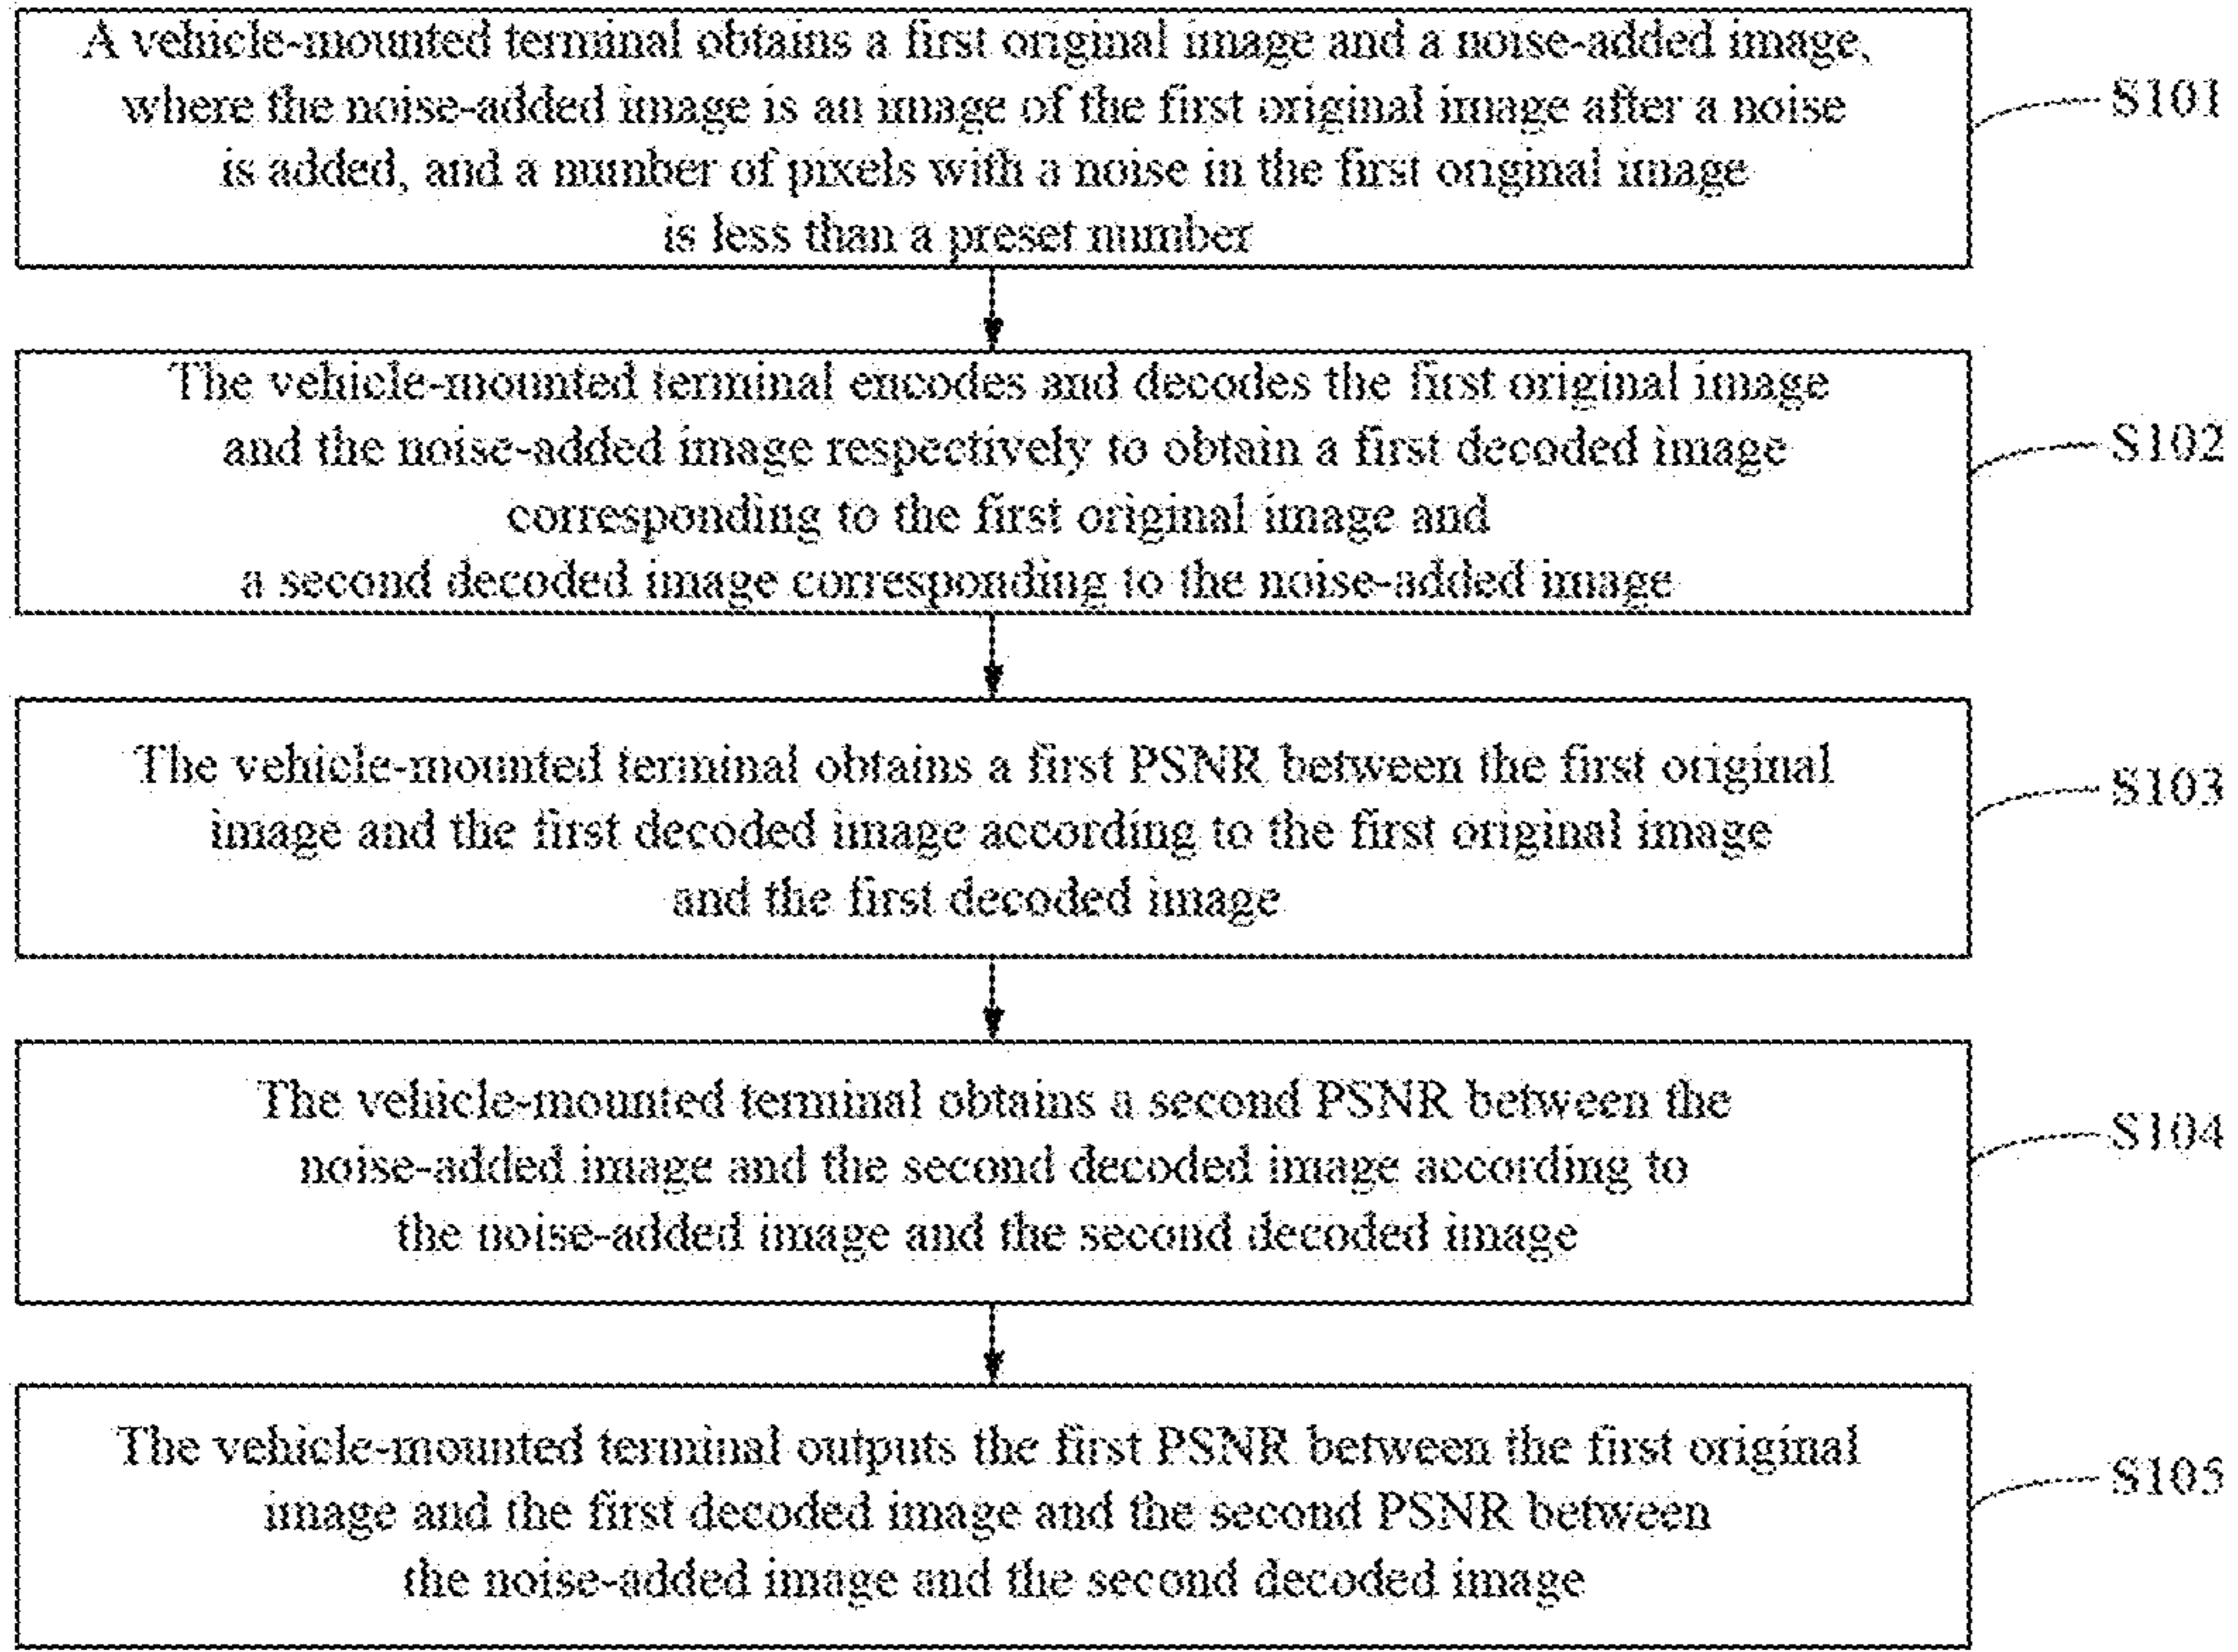 A vehicle-mounted terminal obtains a first original image and a noise-added image,
where the noise-added image is an image of the first original image after a noise
is added, and a number of pixels with a noise in the first original image
is less than a preset number
S101
The vehicle-mounted terminal encodes and decodes the first original image
and the noise-added image respectively to obtain a first decoded image
corresponding to the first original image and
a second decoded image corresponding to the noise-added image
S102
The vehicle-mounted terminal obtains a first PSNR between the first original
image and the first decoded image according to the first original image
and the first decoded image
S103
The vehicle-mounted terminal obtains a second PSNR between the
noise-added image and the second decoded image according to
the noise-added image and the second decoded image
S104
The vehicle-mounted terminal outputs the first PSNR between the first original
image and the first decoded image and the second PSNR between
the noise-added image and the second decoded image
S105